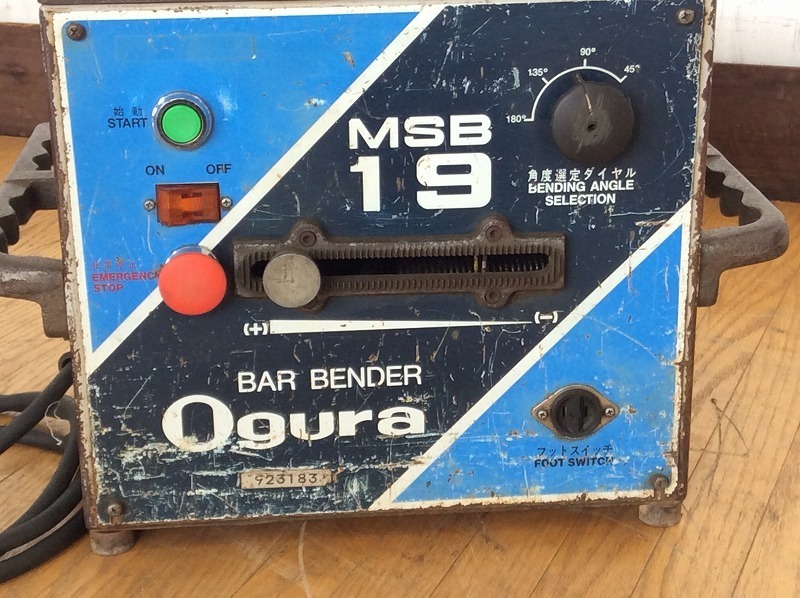 始動
START
ON OFF
EMERGENCY
STOP
MSB
19
180° 135° 90° 45°
角度選定ダイヤル
BENDING ANGLE
SELECTION
(+) (−)
BAR BENDER
Ogura
923183
フットスイッチ
FOOT SWITCH